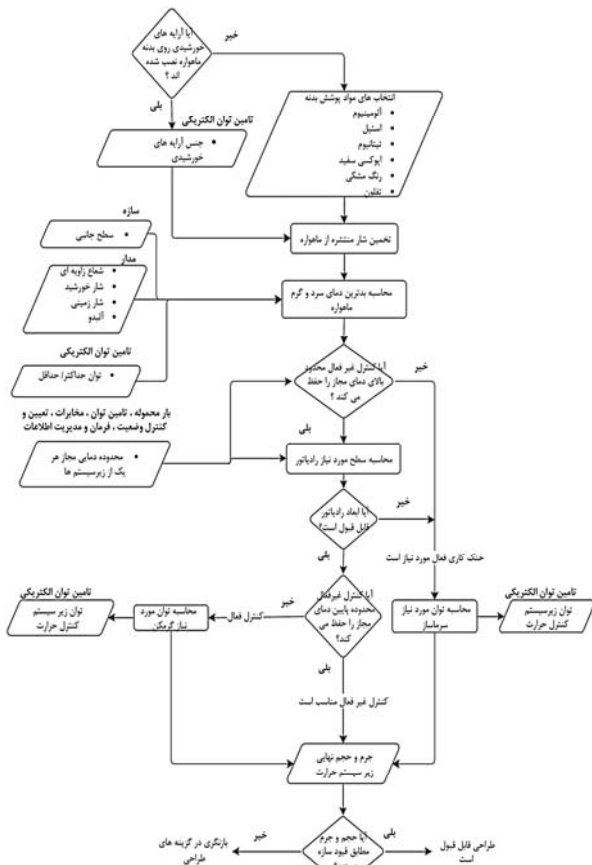 آیا آرایه های
خورشیدی روی بدنه
ماهواره نصب شده
اند ؟
خیر
بلی
تامین توان الکتریکی
جنس آرایه های
خورشیدی
انتخاب های مواد پوشش بدنه
آلومینیوم
استیل
تیتانیوم
اپوکسی سفید
رنگ مشکی
تفلون
تخمین شار منتشره از ماهواره
سازه
سطح جانبی
مدار
شعاع زاویه ای
شار خورشید
شار زمینی
آلبدو
محاسبه بدترین دمای سرد و گرم
ماهواره
تامین توان الکتریکی
توان حداکثر/ حداقل
آیا کنترل غیر فعال محدود
بالای دمای مجاز را حفظ
می کند ؟
خیر
بلی
بار محموله ، تامین توان ، مخابرات ، تعیین و
کنترل وضعیت ، فرمان و مدیریت اطلاعات
محدوده دمایی مجاز هر
یک از زیرسیستم ها
محاسبه سطح مورد نیاز رادیاتور
آیا ابعاد رادیاتور
قابل قبول است؟
خیر
بلی
خنک کاری فعال مورد نیاز است
آیا کنترل غیرفعال
محدوده پایین دمای
مجاز را حفظ می
کند؟
خیر
کنترل فعال
محاسبه توان مورد
نیاز گرمکن
تامین توان الکتریکی
توان زیر سیستم
کنترل حرارت
محاسبه توان مورد نیاز
سرماساز
تامین توان الکتریکی
توان زیرسیستم
کنترل حرارت
بلی
کنترل غیر فعال مناسب است
جرم و حجم نهایی
زیر سیستم حرارت
آیا حجم و جرم
مطابق قیود سازه
خیر
بازنگری در گزینه های
طراحی
بلی
طراحی قابل قبول
است